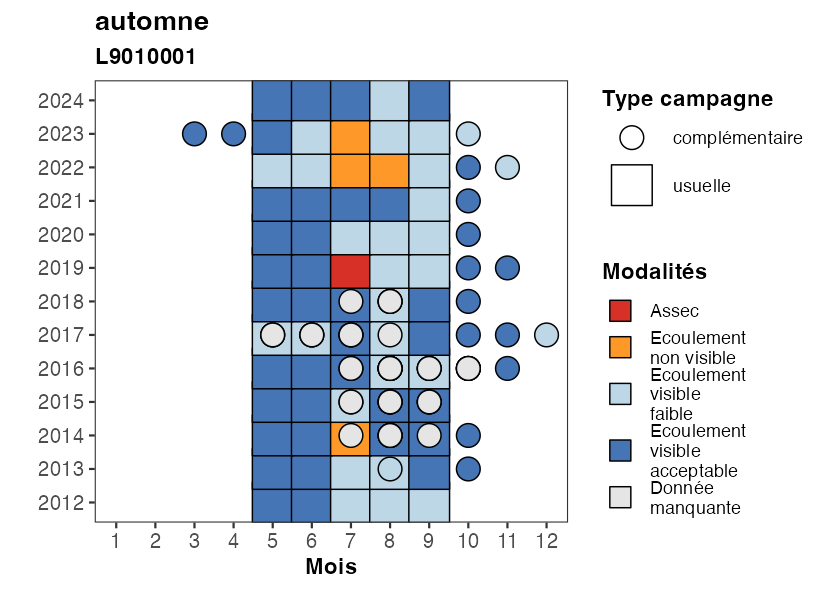 automne
L9010001
2024
2023
2022
2021
2020
2019
2018
2017
2016
2015
2014
2013
2012
1 2 3 4 5 6 7 8 9 10 11 12
Mois
Type campagne
complémentaire
usuelle
Modalités
Assec
Ecoulement
non visible
Ecoulement
visible
faible
Ecoulement
visible
acceptable
Donnée
manquante